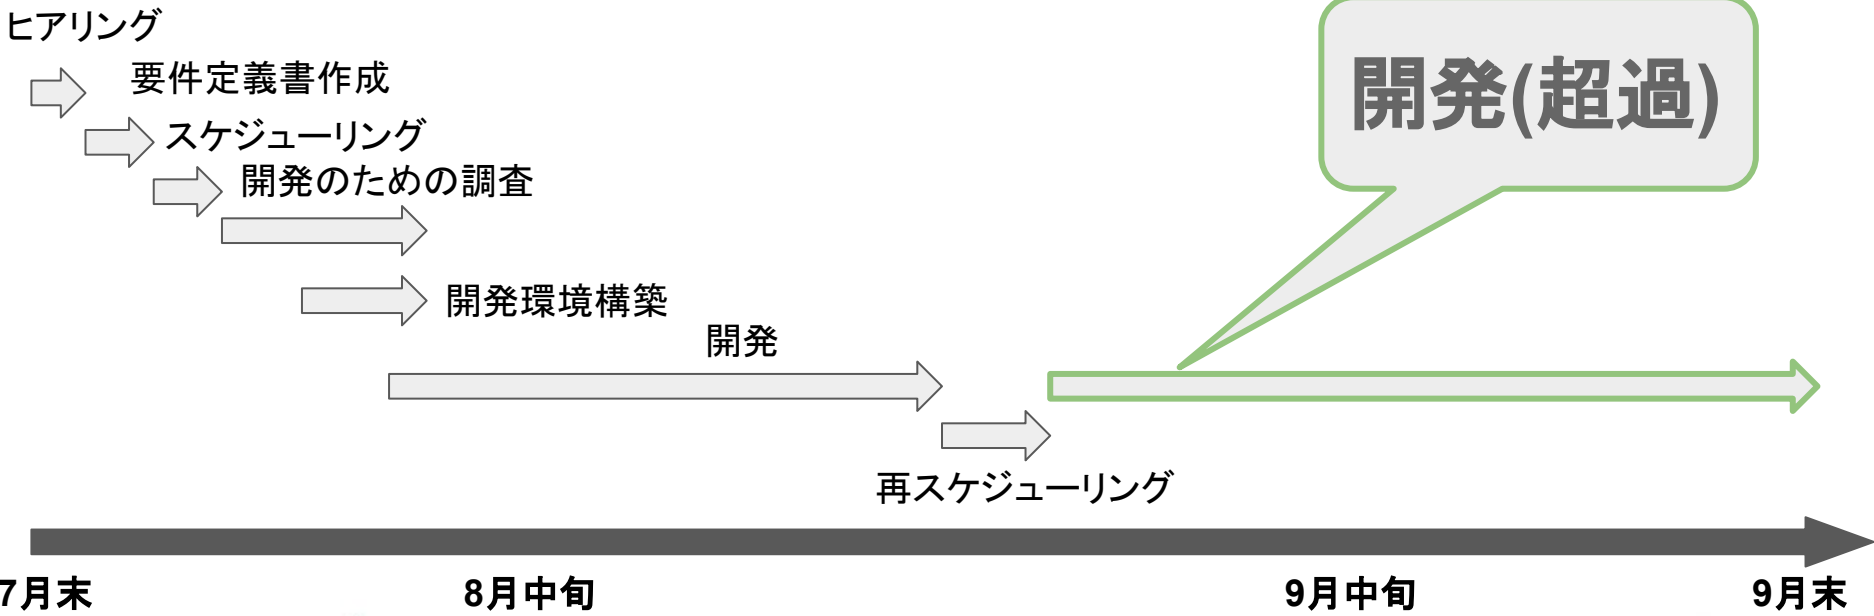 ヒアリング
要件定義書作成
スケジューリング
開発のための調査
開発環境構築
開発
開発(超過)
再スケジューリング
7月末
8月中旬
9月中旬
9月末